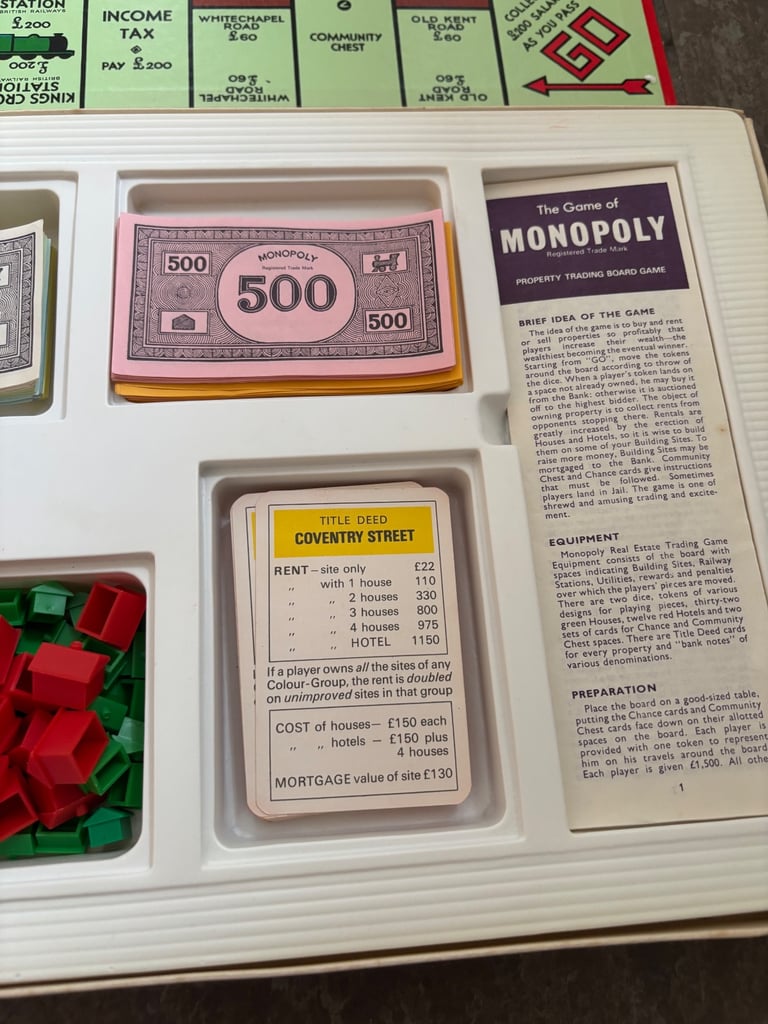 STATION
BRITISH RAILWAYS
£200
£200
BRITISH RAILWAYS
STATION
KINGS CRO
INCOME
TAX
PAY £200
WHITECHAPEL
ROAD
£60
£60
ROAD
WHITECHAPEL
COMMUNITY
CHEST
OLD KENT
ROAD
£60
£60
ROAD
OLD KENT
COLLE
£200 SALAR
AS YOU PASS
GO
MONOPOLY
Registered Trade Mark
500
500
500
The Game of
MONOPOLY
Registered Trade Mark
PROPERTY TRADING BOARD GAME
BRIEF IDEA OF THE GAME
The idea of the game is to buy and rent
or sell properties so profitably that
players increase their wealth—the
wealthiest becoming the eventual winner.
Starting from "GO", move the tokens
around the board according to throw of
the dice. When a player's token lands on
a space not already owned, he may buy it
from the Bank: otherwise it is auctioned
off to the highest bidder. The object of
owning property is to collect rents from
opponents stopping there. Rentals are
greatly increased by the erection of
Houses and Hotels, so it is wise to build
them on some of your Building Sites. To
raise more money, Building Sites may be
mortgaged to the Bank. Community
Chest and Chance cards give instructions
that must be followed. Sometimes
players land in Jail. The game is one of
shrewd and amusing trading and excite-
ment.
EQUIPMENT
Monopoly Real Estate Trading Game
Equipment consists of the board with
spaces indicating Building Sites, Railway
Stations, Utilities, rewards and penalties
over which the players' pieces are moved.
There are two dice, tokens of various
designs for playing pieces, thirty-two
green Houses, twelve red Hotels and two
sets of cards for Chance and Community
Chest spaces. There are Title Deed cards
for every property and "bank notes" of
various denominations.
PREPARATION
Place the board on a good-sized table,
putting the Chance cards and Community
Chest cards face down on their allotted
spaces on the board. Each player is
provided with one token to represent
him on his travels around the board
Each player is given £1,500. All othe
1
TITLE DEED
COVENTRY STREET
RENT—site only £22
„ with 1 house 110
„ „ 2 houses 330
„ „ 3 houses 800
„ „ 4 houses 975
„ „ HOTEL 1150
If a player owns all the sites of any
Colour-Group, the rent is doubled
on unimproved sites in that group
COST of houses— £150 each
„ „ hotels — £150 plus
4 houses
MORTGAGE value of site £130